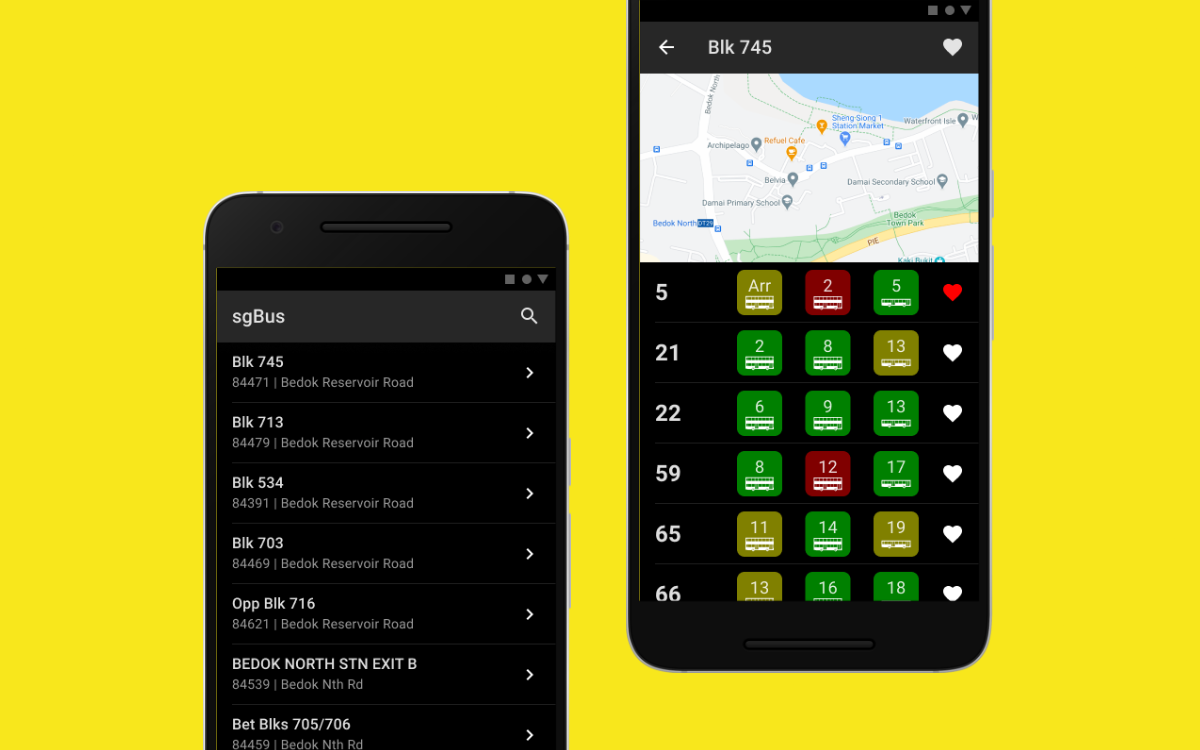 sgBus
Blk 745
84471 | Bedok Reservoir Road
Blk 713
84479 | Bedok Reservoir Road
Blk 534
84391 | Bedok Reservoir Road
Blk 703
84469 | Bedok Reservoir Road
Opp Blk 716
84621 | Bedok Reservoir Road
BEDOK NORTH STN EXIT B
84539 | Bedok Nth Rd
Bet Blks 705/706
84459 | Bedok Nth Rd
Blk 745
Bedok North
Sheng Siong 1
Station Market
Waterfront Isle
W
Archipelago
Refuel Cafe
Belvia
Damai Secondary School
Damai Primary School
Bedok
Town Park
Bedok North
DT29
PIE
Kaki Bukit
5 Arr 2 5
21 2 8 13
22 6 9 13
59 8 12 17
65 11 14 19
66 13 16 18